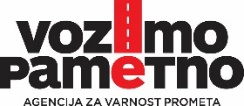 vozimo
pametno
AGENCIJA ZA VARNOST PROMETA